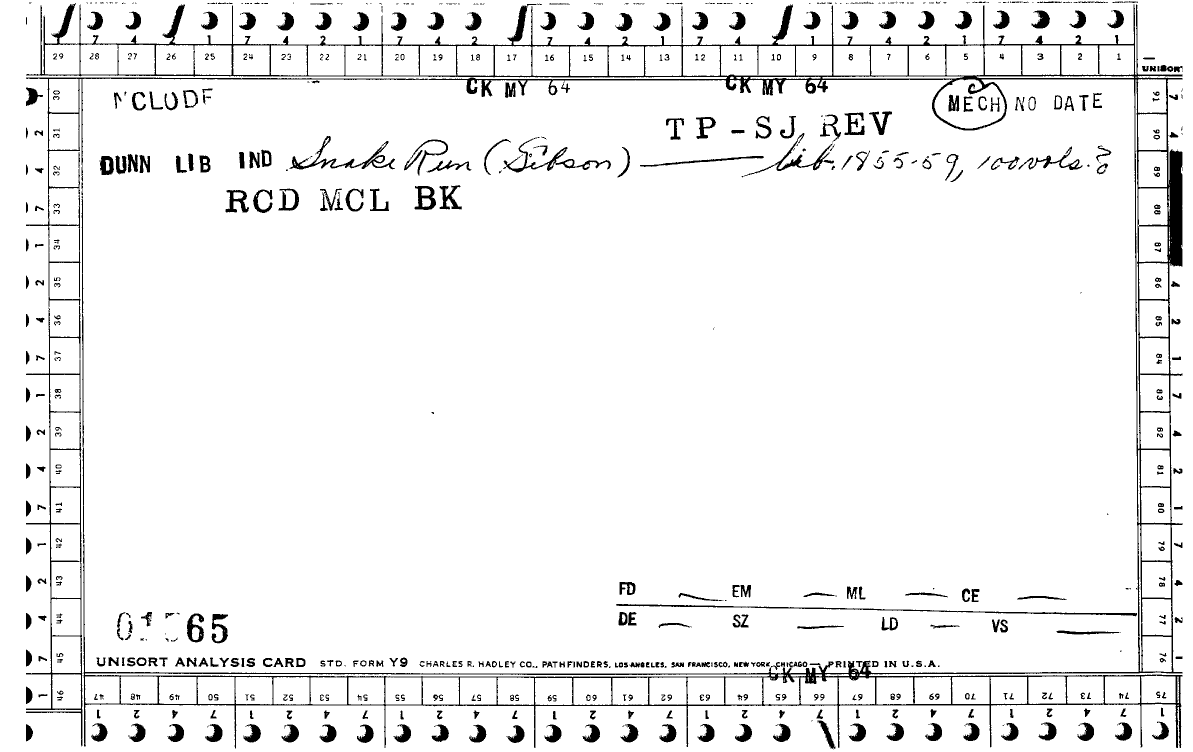 7 4 2 1 7 4 2 1 7 4 2 1 7 4 2 1 7 4 2 1 7 4 2 1 7 4 2 1
29 28 27 26 25 24 23 22 21 20 19 18 17 16 15 14 13 12 11 10 9 8 7 6 5 4 3 2 1
UNISORT
CK MY 64 CK MY 64
MCLODF MECH NO DATE
TP-SJ REV
DUNN LIB IND Snake Run (Gibson) — lib. 1855-59, 100 vols. ?
RCD MCL BK
30 31 32 33 34 35 36 37 38 39 40 41 42 43 44 45 46
91 90 89 88 87 86 85 84 83 82 81 80 79 78 77 76
FD — EM — ML — CE —
DE — SZ — LD — VS —
65
UNISORT ANALYSIS CARD STD. FORM Y9 CHARLES R. HADLEY CO., PATHFINDERS, LOS ANGELES, SAN FRANCISCO, NEW YORK, CHICAGO — PRINTED IN U.S.A.
CK MY 64
47 48 49 50 51 52 53 54 55 56 57 58 59 60 61 62 63 64 65 66 67 68 69 70 71 72 73 74 75
1 2 4 7 1 2 4 7 1 2 4 7 1 2 4 7 1 2 4 7 1 2 4 7 1 2 4 7 1